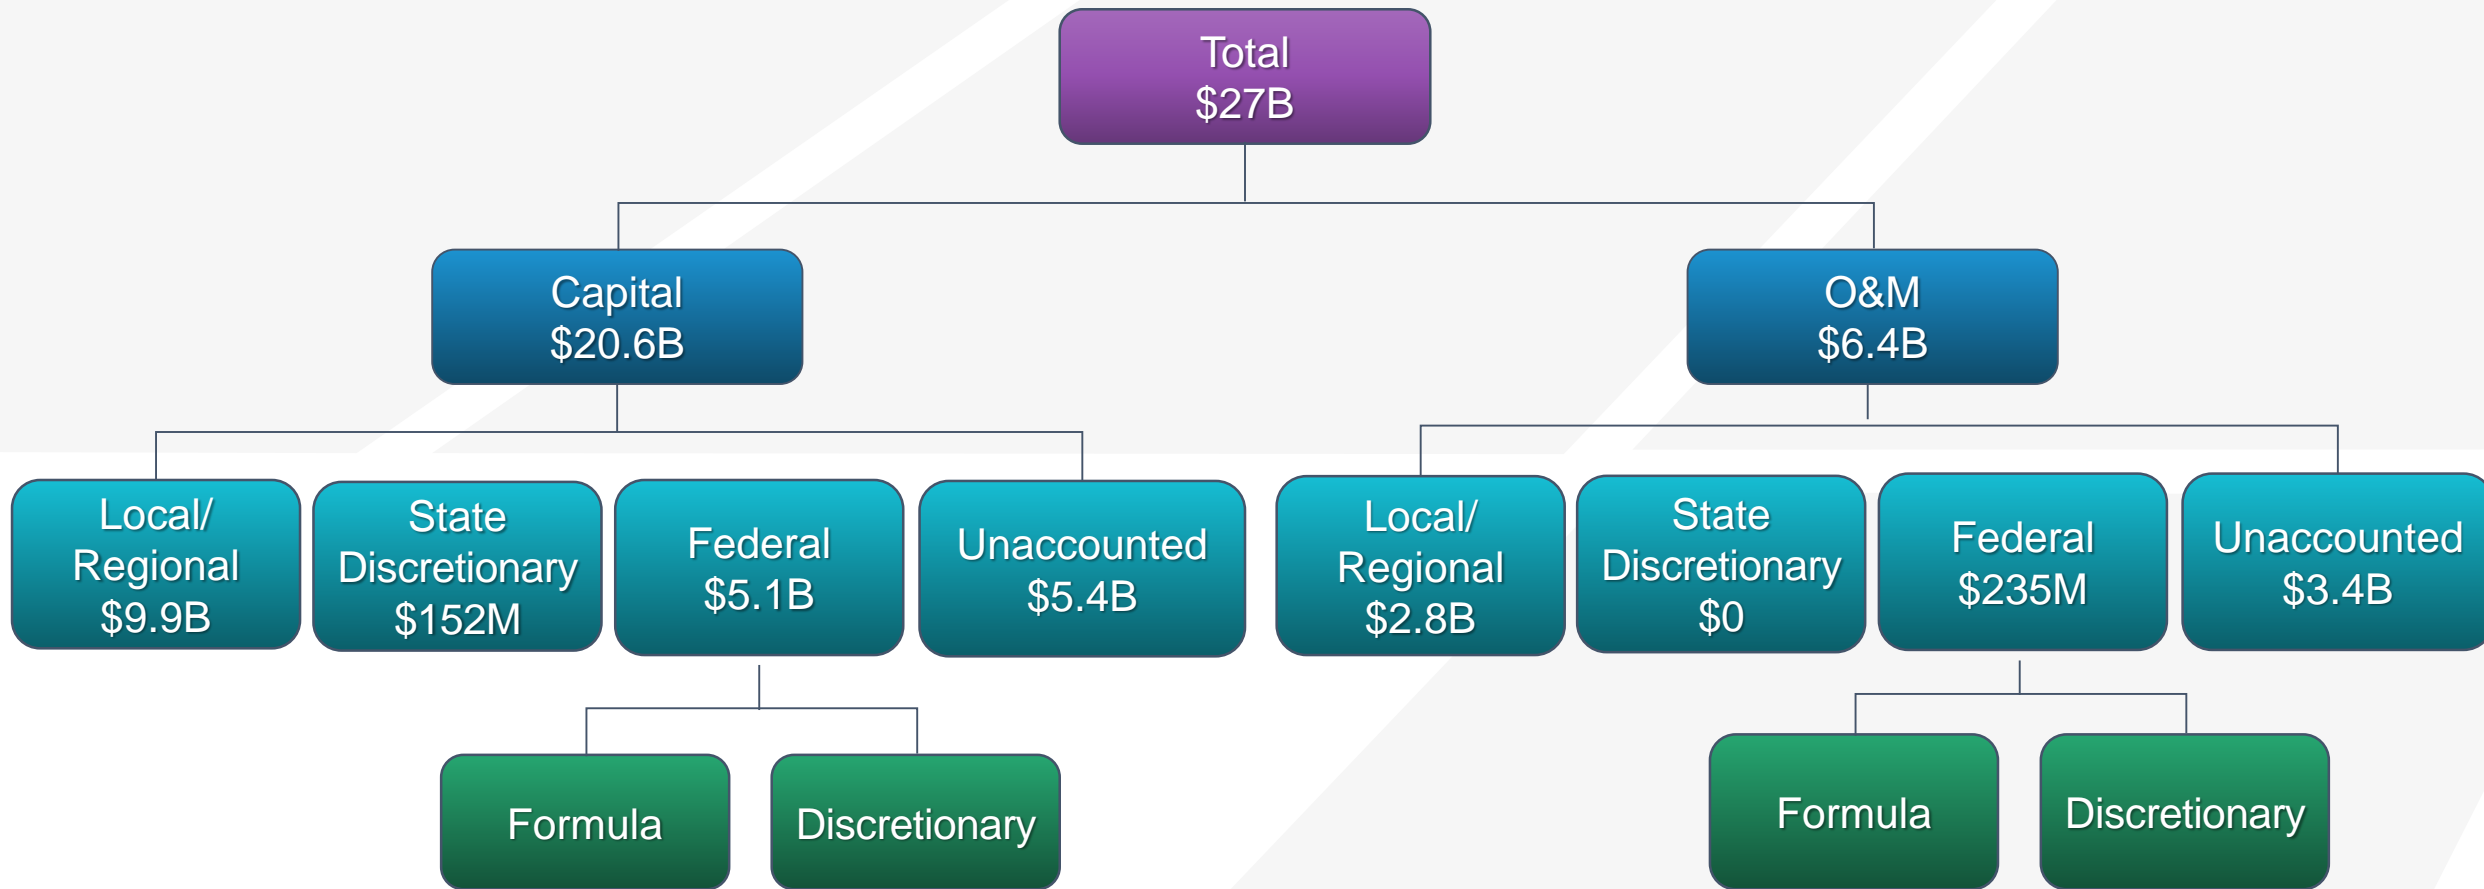 Total
$27B
Capital
$20.6B
O&M
$6.4B
Local/
Regional
$9.9B
State
Discretionary
$152M
Federal
$5.1B
Unaccounted
$5.4B
Local/
Regional
$2.8B
State
Discretionary
$0
Federal
$235M
Unaccounted
$3.4B
Formula
Discretionary
Formula
Discretionary